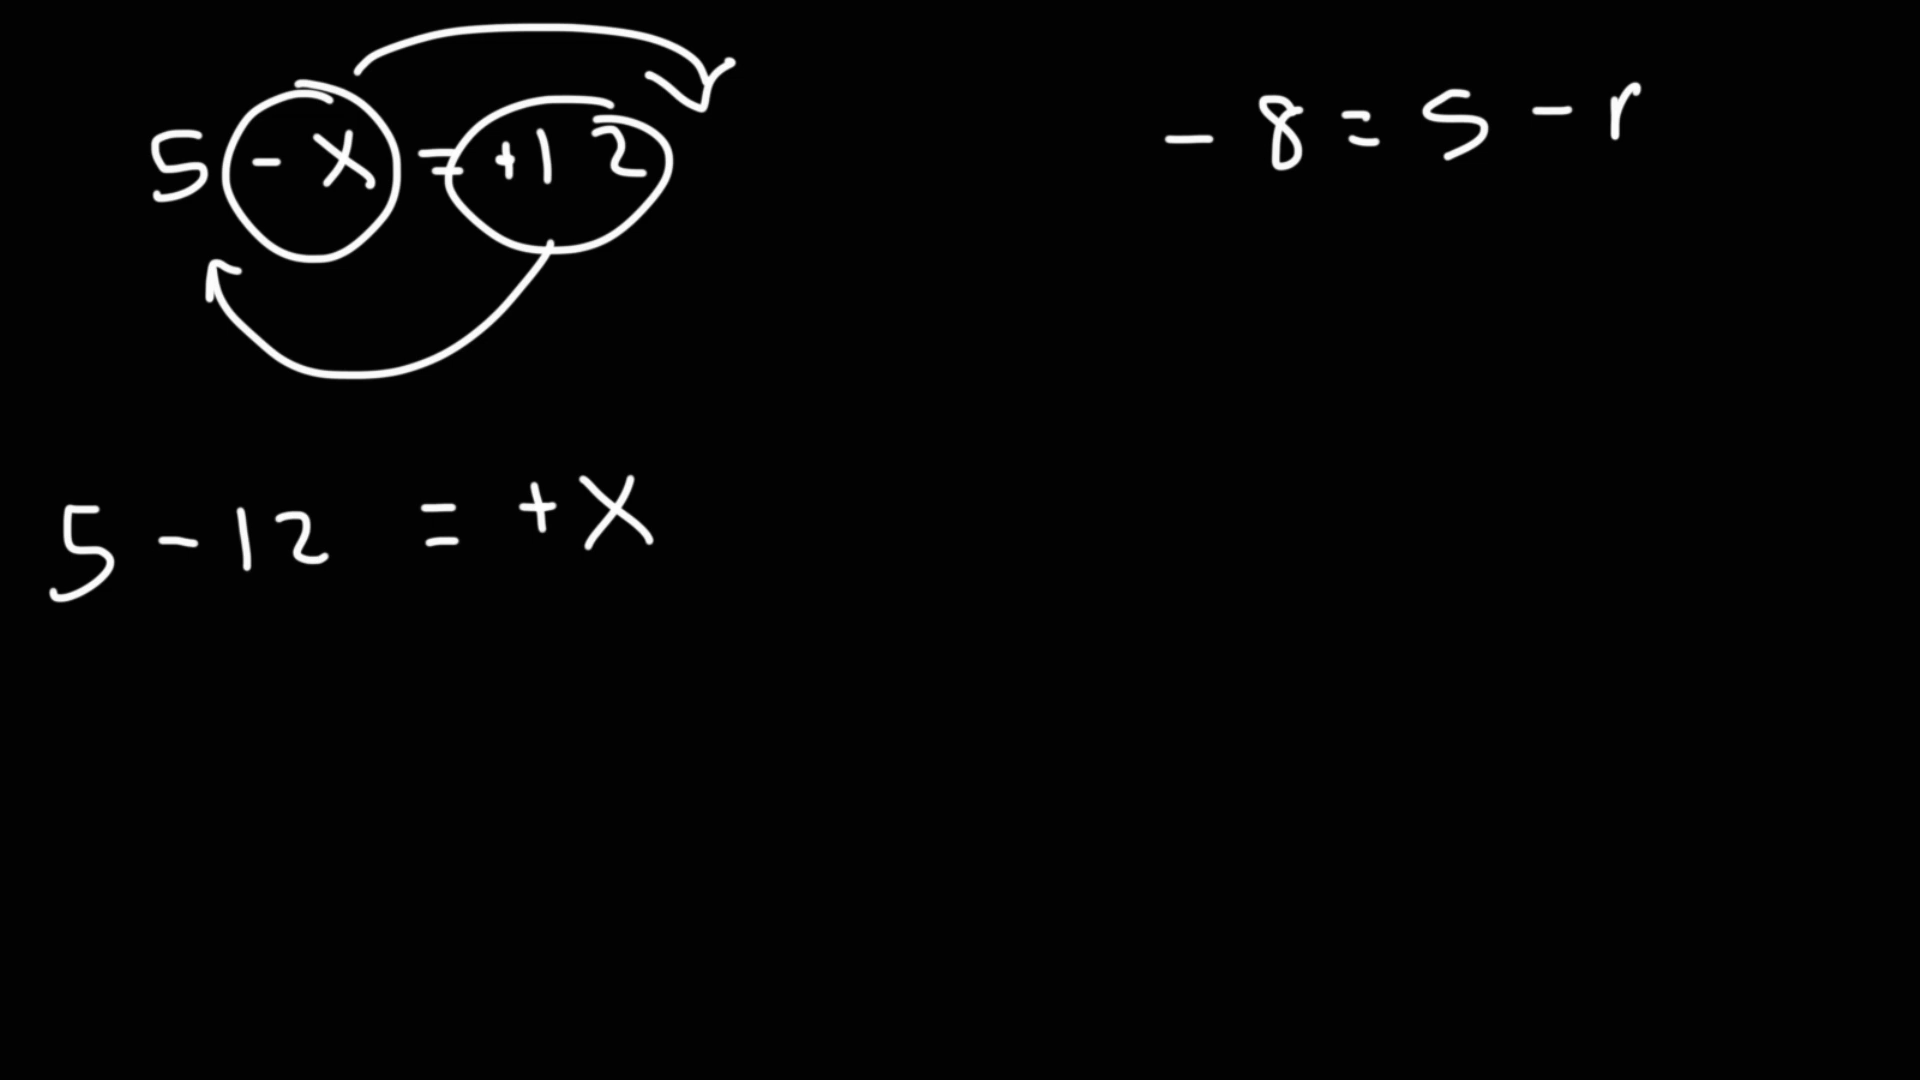 5 - x = +12
- 8 = 5 - r
5 - 12 = + x